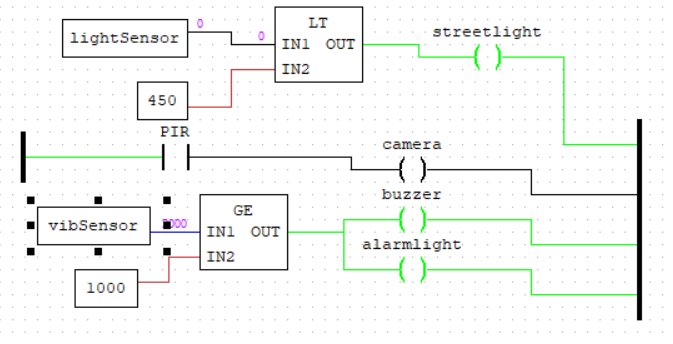 0
LT
streetlight
lightSensor
0
IN1 OUT
IN2
450
PIR
camera
buzzer
GE
vibSensor
IN1 OUT
alarmlight
IN2
1000